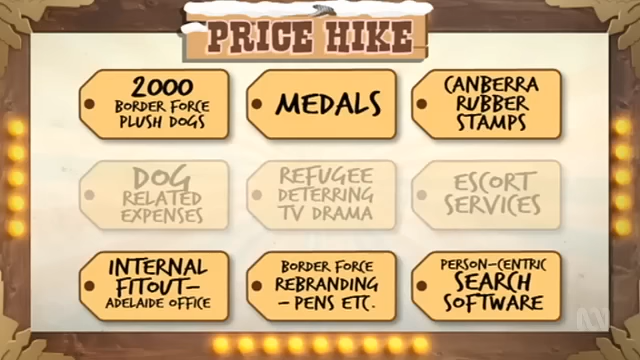 PRICE HIKE
2000
BORDER FORCE
PLUSH DOGS
MEDALS
CANBERRA
RUBBER
STAMPS
DOG
RELATED
EXPENSES
REFUGEE
DETERRING
TV DRAMA
ESCORT
SERVICES
INTERNAL
FITOUT-
ADELAIDE OFFICE
BORDER FORCE
REBRANDING
- PENS ETC.
PERSON-CENTRIC
SEARCH
SOFTWARE